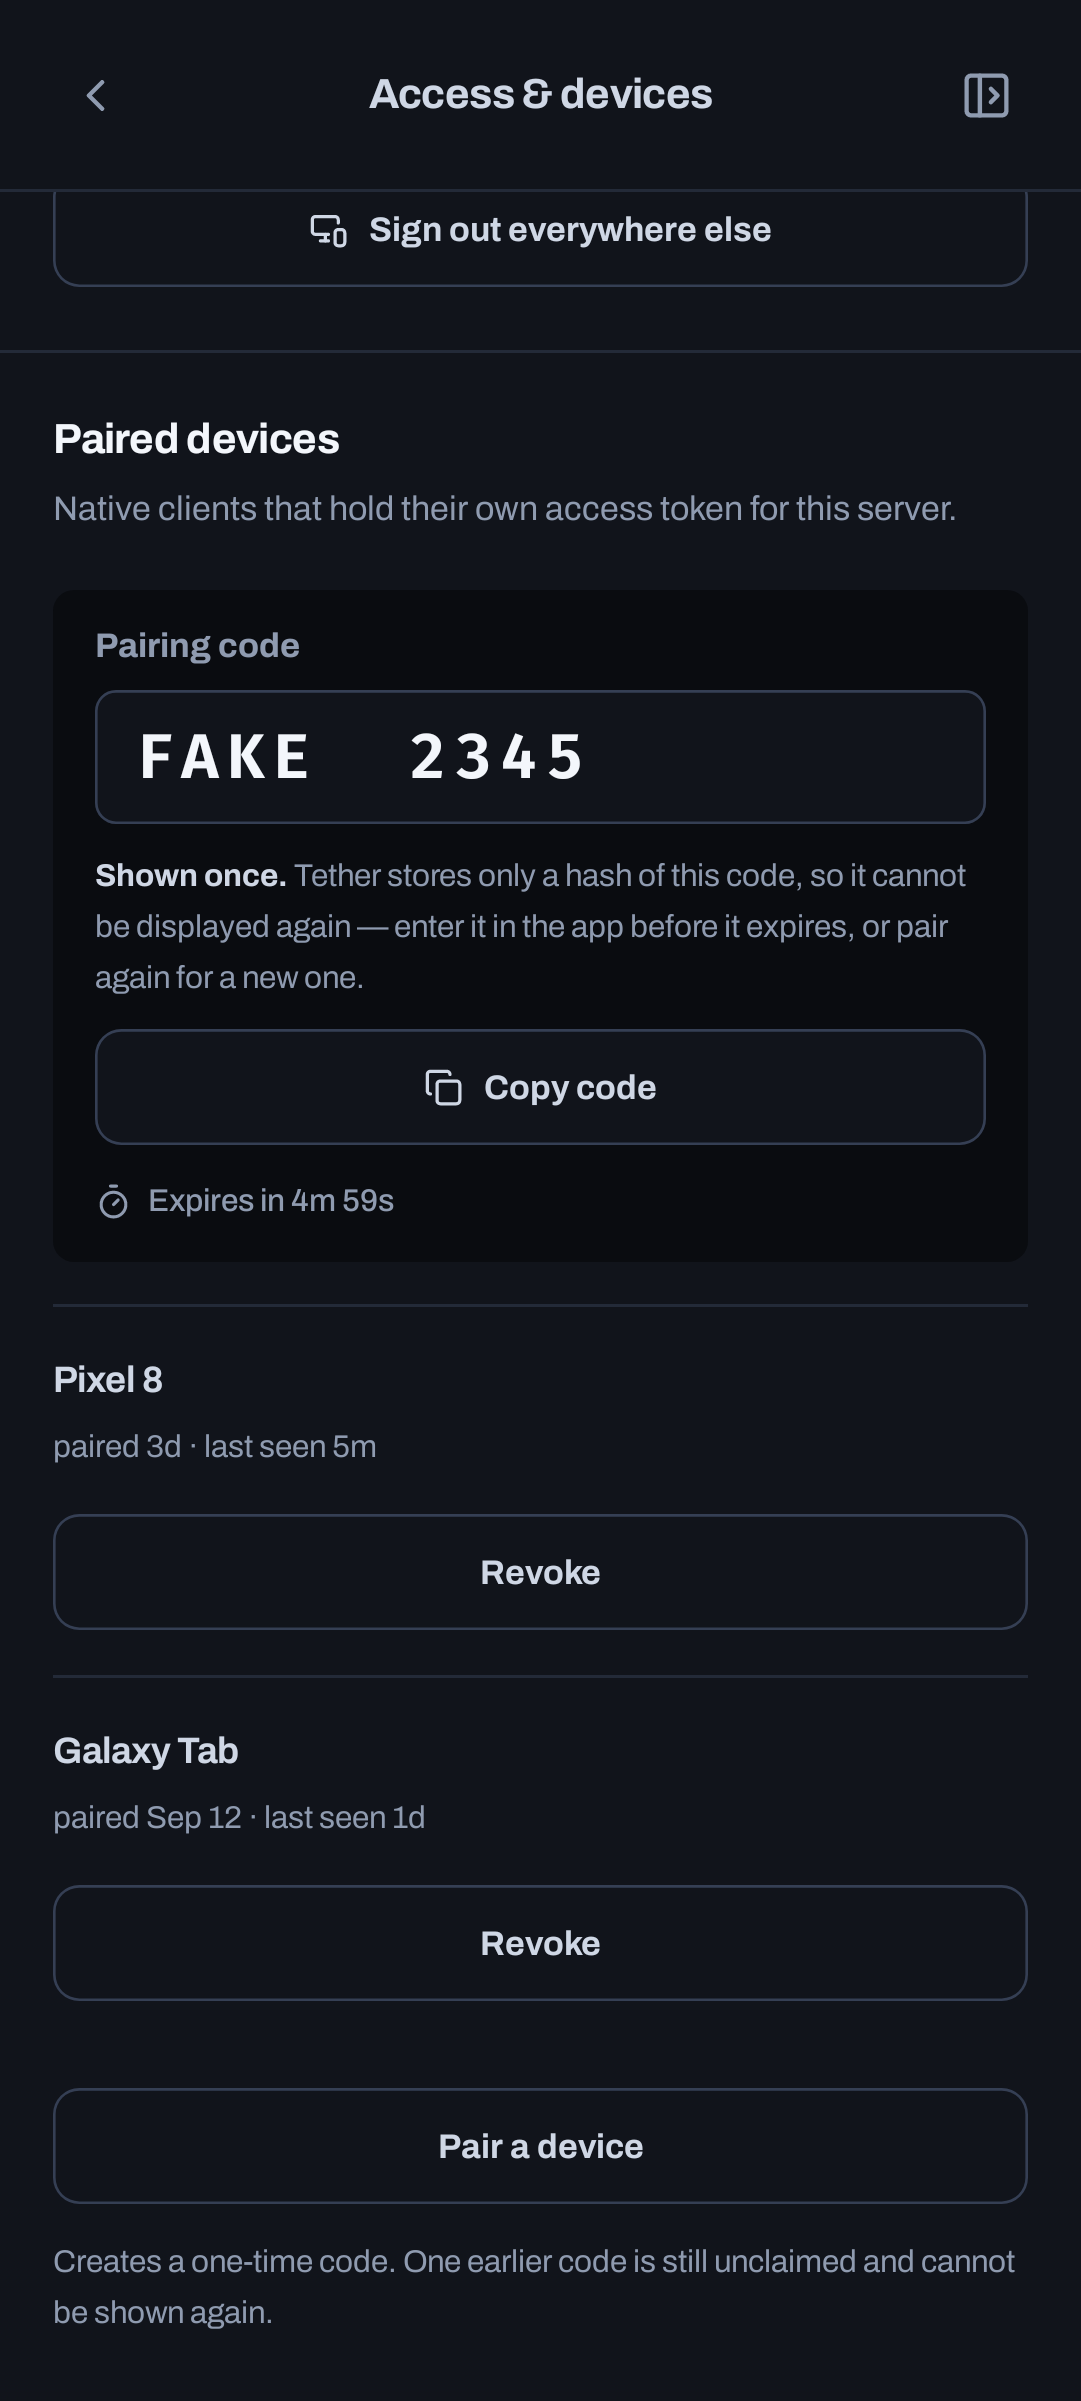 Access & devices
Sign out everywhere else
Paired devices
Native clients that hold their own access token for this server.
Pairing code
FAKE 2345
Shown once. Tether stores only a hash of this code, so it cannot
be displayed again — enter it in the app before it expires, or pair
again for a new one.
Copy code
Expires in 4m 59s
Pixel 8
paired 3d · last seen 5m
Revoke
Galaxy Tab
paired Sep 12 · last seen 1d
Revoke
Pair a device
Creates a one-time code. One earlier code is still unclaimed and cannot
be shown again.